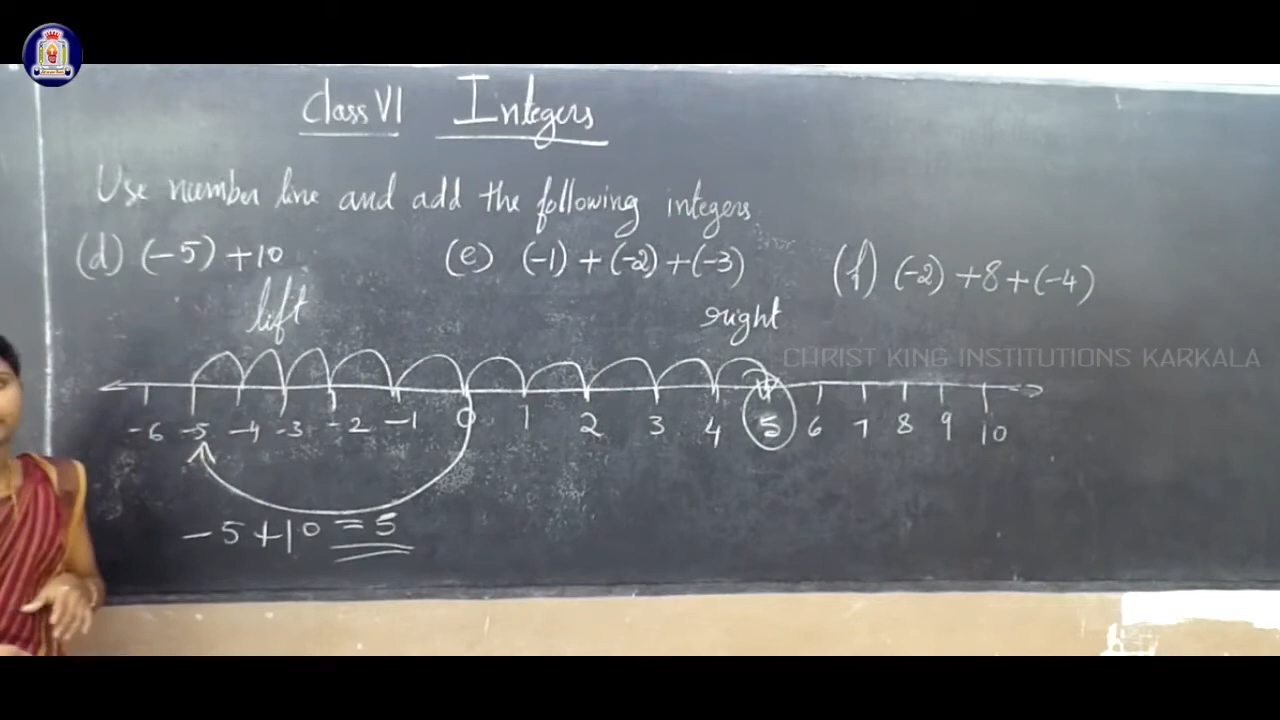 Class VI Integers
Use number line and add the following integers
(d) (-5) + 10 (e) (-1) + (-2) + (-3) (f) (-2) + 8 + (-4)
left right
CHRIST KING INSTITUTIONS KARKALA
-6 -5 -4 -3 -2 -1 0 1 2 3 4 5 6 7 8 9 10
-5+10 = 5